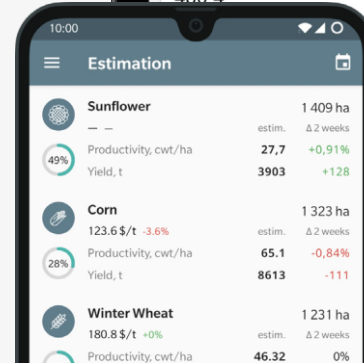 10:00
Estimation
Sunflower 1 409 ha
— — estim. Δ 2 weeks
49% Productivity, cwt/ha 27,7 +0,91%
Yield, t 3903 +128
Corn 1 323 ha
123.6 $/t -3.6% estim. Δ 2 weeks
28% Productivity, cwt/ha 65.1 -0,84%
Yield, t 8613 -111
Winter Wheat 1 231 ha
180.8 $/t +0% estim. Δ 2 weeks
Productivity, cwt/ha 46.32 0%